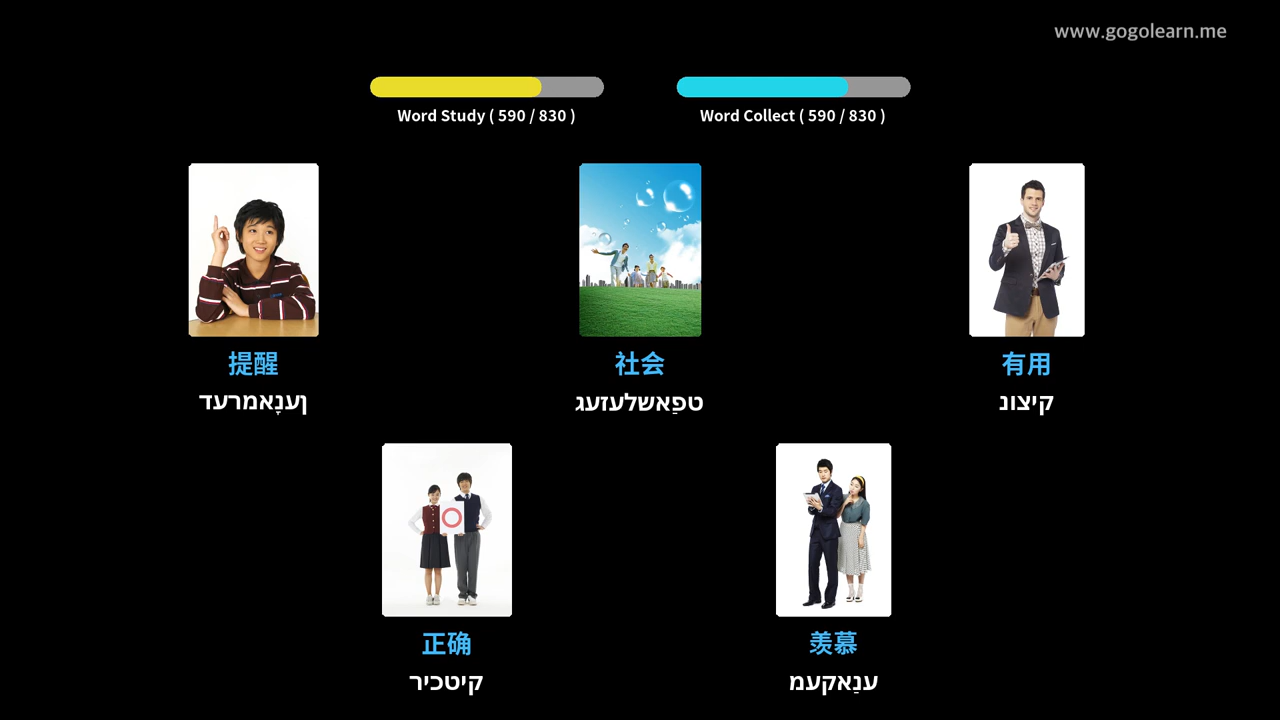 www.gogolearn.me
Word Study ( 590 / 830 )
Word Collect ( 590 / 830 )
提醒
ןענָאמרעד
社会
טפַאשלעזעג
有用
קיצונ
正确
קיטכיר
羡慕
ענַאקעמ